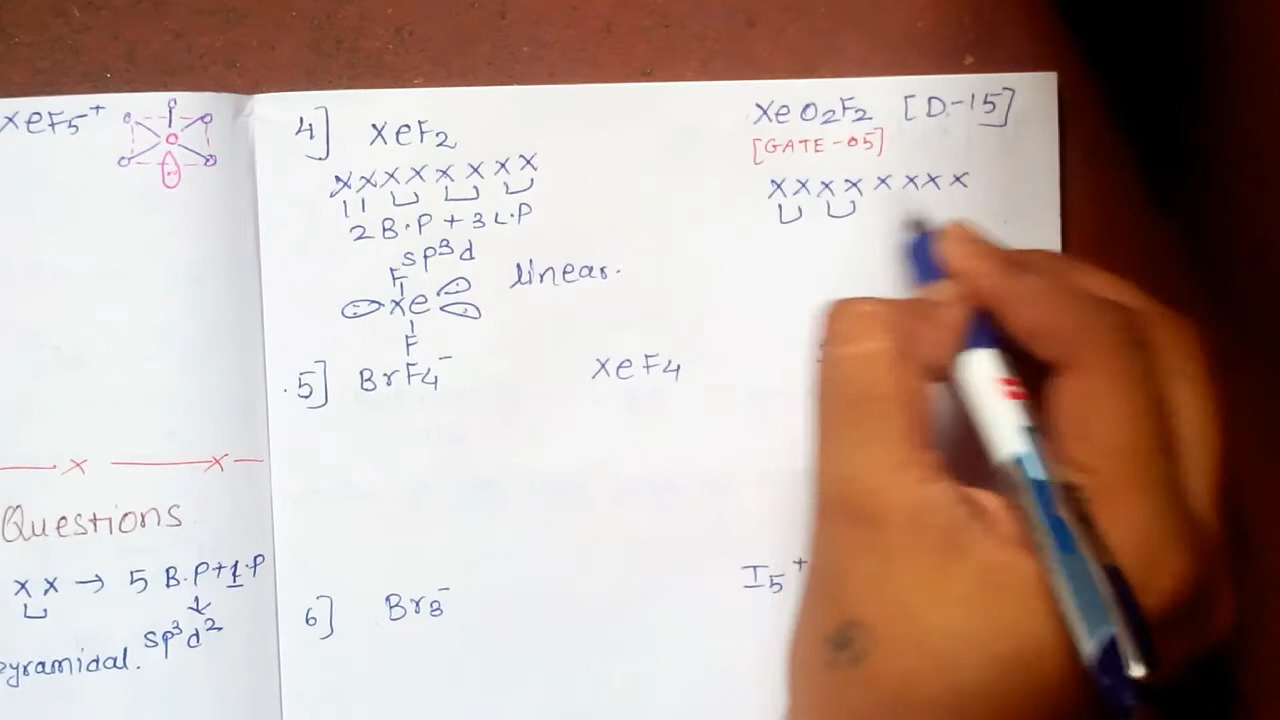 XeF5+
4] XeF2
XXXXXXXX
2 B.P + 3 L.P
sp3d
F
Xe
F
linear.
XeO2F2 [D-15]
[GATE-05]
XXXXXXXX
5] BrF4- XeF4
6] Br3- I5+
Questions
X X → 5 B.P+1.P
sp3d2
pyramidal.